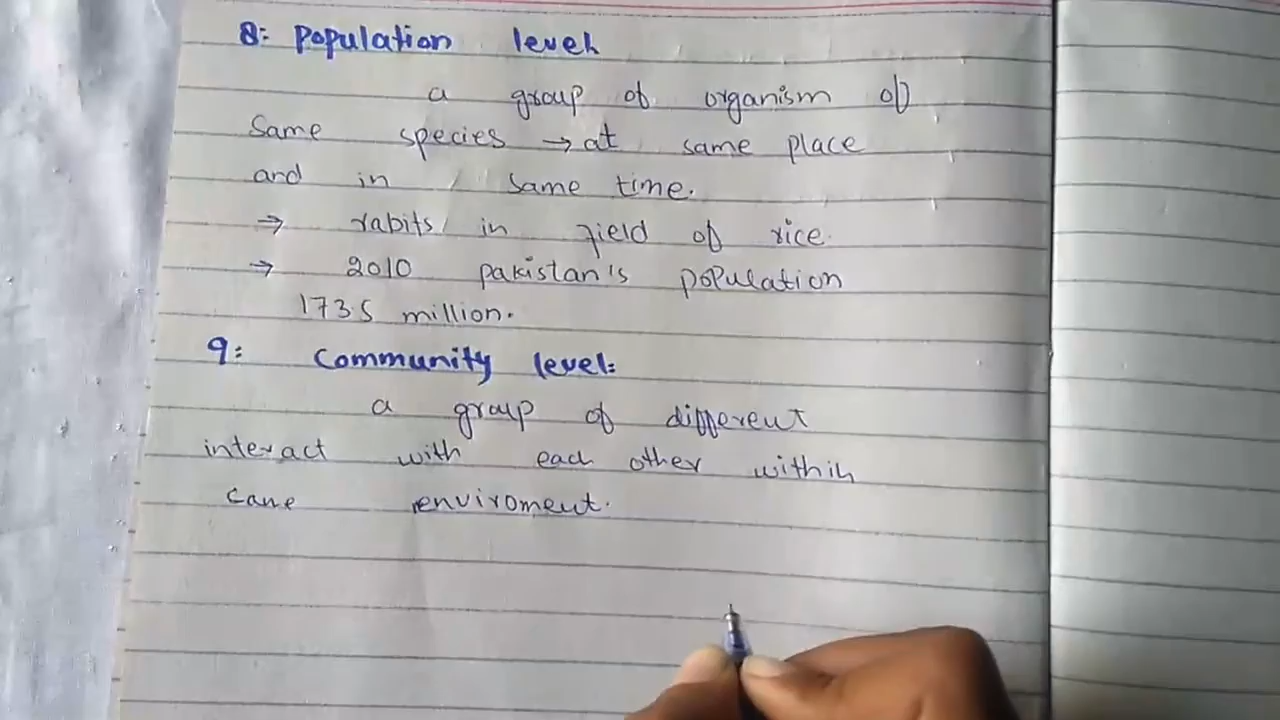 8: population level
a group of organism of
Same species → at same place
and in same time.
→ rabits in field of rice.
→ 2010 pakistan's population
173.5 million.
9: Community level:
a group of different
interact with each other within
same enviroment.